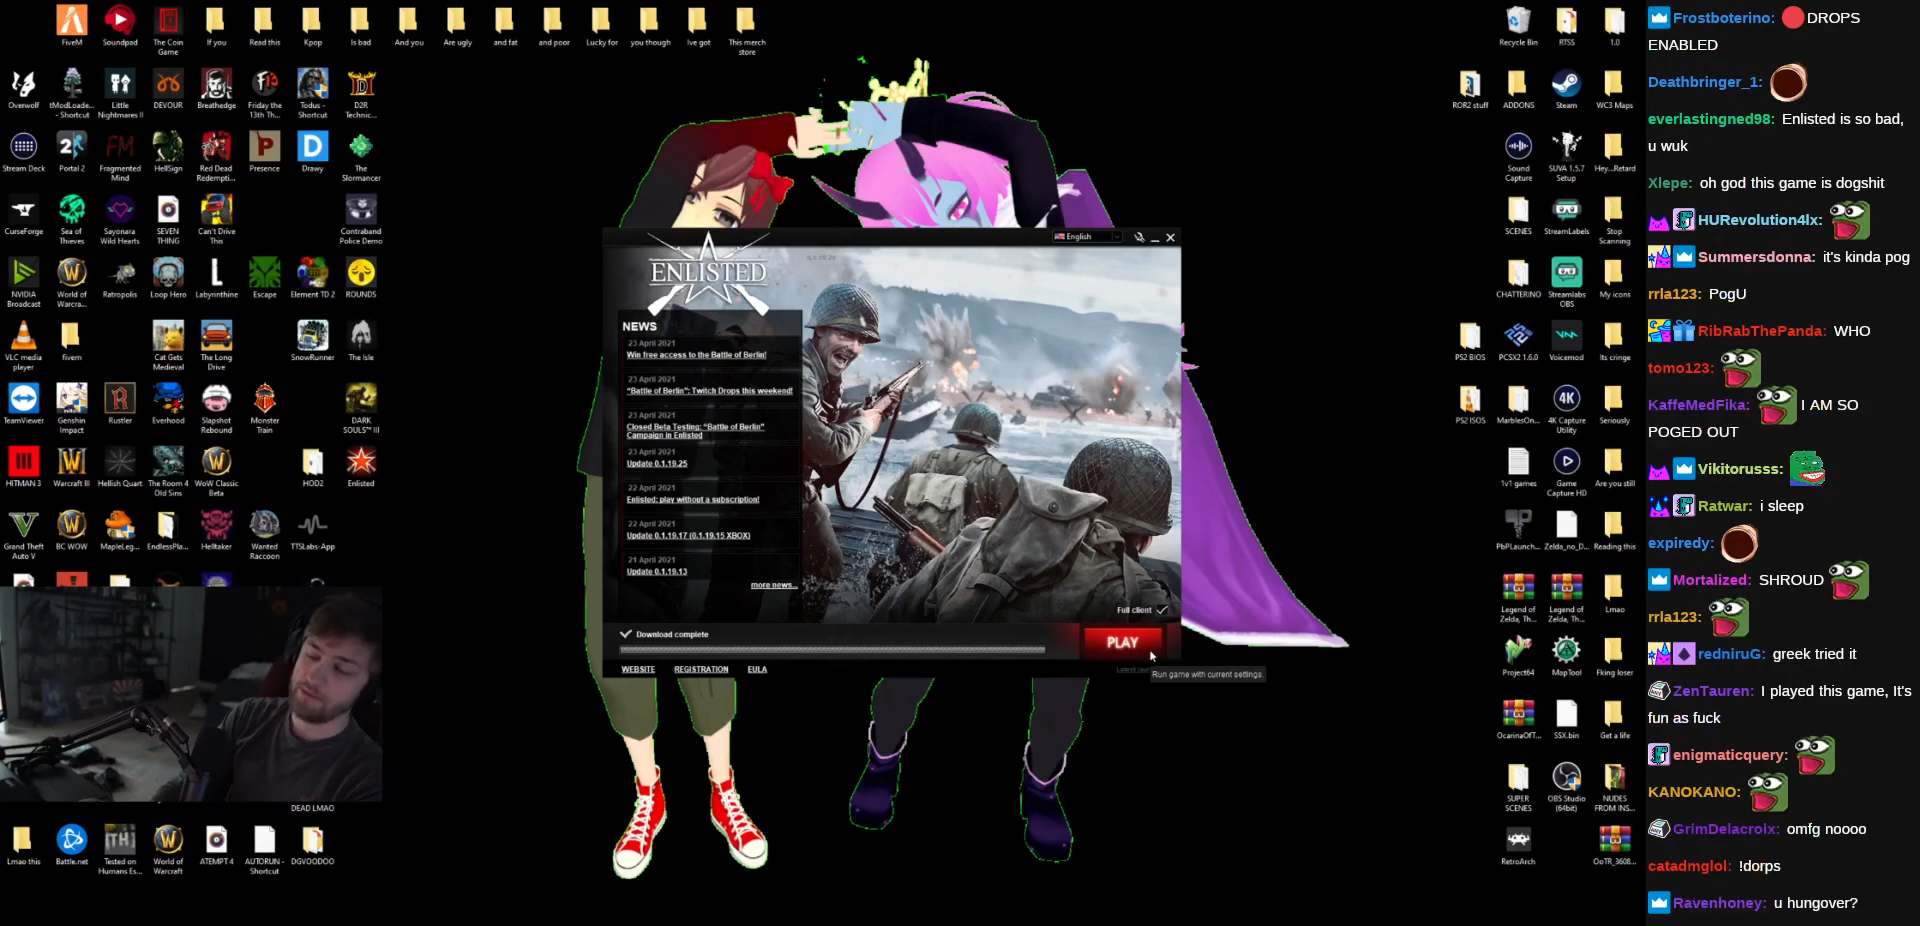 FiveM
Soundpad
The Coin
Game
If you
Read this
Kpop
Is bad
And you
Are ugly
and fat
and poor
Lucky for
you though
Ive got
This merch
store
Overwolf
tModLoade...
- Shortcut
Little
Nightmares II
DEVOUR
Breathedge
Friday the
13th Th...
Todus -
Shortcut
D2R
Technic...
Stream Deck
Portal 2
Fragmented
Mind
HellSign
Red Dead
Redempti...
Presence
Drawy
The
Slormancer
CurseForge
Sea of
Thieves
Sayonara
Wild Hearts
SEVEN
THING
Can't Drive
This
Contraband
Police Demo
NVIDIA
Broadcast
World of
Warcra...
Ratropolis
Loop Hero
Labyrinthine
Escape
Element TD 2
ROUNDS
VLC media
player
fivem
Cat Gets
Medieval
The Long
Drive
SnowRunner
The Isle
TeamViewer
Genshin
Impact
Rustler
Everhood
Slapshot
Rebound
Monster
Train
DARK
SOULS™ III
HITMAN 3
Warcraft III
Hellish Quart
The Room 4
Old Sins
WoW Classic
Beta
HOD2
Enlisted
Grand Theft
Auto V
BC WOW
MapleLeg...
EndlessPla...
Helltaker
Wanted
Raccoon
TTSLabs-App
DEAD LMAO
Lmao this
Battle.net
Tested on
Humans Es...
World of
Warcraft
ATEMPT 4
AUTORUN -
Shortcut
DGVOODOO
English
ENLISTED
NEWS
23 April 2021
Win free access to the Battle of Berlin!
23 April 2021
"Battle of Berlin": Twitch Drops this weekend!
23 April 2021
Closed Beta Testing: "Battle of Berlin"
Campaign in Enlisted
23 April 2021
Update 0.1.19.25
22 April 2021
Enlisted: play without a subscription!
22 April 2021
Update 0.1.19.17 (0.1.19.15 XBOX)
21 April 2021
Update 0.1.19.13
more news...
Full client
Download complete
PLAY
WEBSITE
REGISTRATION
EULA
Run game with current settings.
Recycle Bin
RTSS
1.0
ROR2 stuff
ADDONS
Steam
WC3 Maps
Sound
Capture
SUVA 1.5.7
Setup
Hey...Retard
SCENES
StreamLabels
Stop
Scanning
CHATTERINO
Streamlabs
OBS
My icons
PS2 BIOS
PCSX2 1.6.0
Voicemod
Its cringe
PS2 ISOS
MarblesOn...
4K Capture
Utility
Seriously
1v1 games
Game
Capture HD
Are you still
PbPLaunch...
Zelda_no_D...
Reading this
Legend of
Zelda, Th...
Legend of
Zelda, Th...
Lmao
Project64
MapTool
Fking loser
OcarinaOfT...
SSX.bin
Get a life
SUPER
SCENES
OBS Studio
(64bit)
NUDES
FROM INS...
RetroArch
OoTR_3608...
Frostboterino: DROPS
ENABLED
Deathbringer_1:
everlastingned98: Enlisted is so bad,
u wuk
Xlepe: oh god this game is dogshit
HURevolution4lx:
Summersdonna: it's kinda pog
rrla123: PogU
RibRabThePanda: WHO
tomo123:
KaffeMedFika: I AM SO
POGED OUT
Vikitorusss:
Ratwar: i sleep
expiredy:
Mortalized: SHROUD
rrla123:
redniruG: greek tried it
ZenTauren: I played this game, It's
fun as fuck
enigmaticquery:
KANOKANO:
GrimDelacroix: omfg noooo
catadmglol: !dorps
Ravenhoney: u hungover?